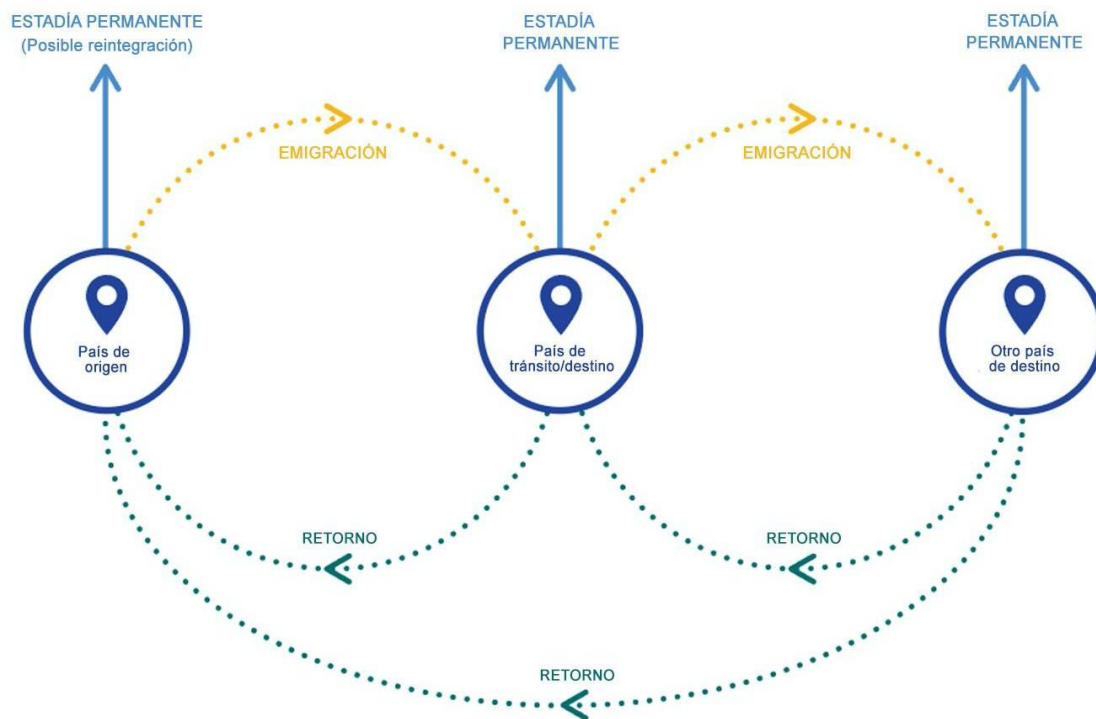 ESTADÍA PERMANENTE
(Posible reintegración)
ESTADÍA
PERMANENTE
ESTADÍA
PERMANENTE
EMIGRACIÓN
EMIGRACIÓN
País de
origen
País de
tránsito/destino
Otro país
de destino
RETORNO
RETORNO
RETORNO